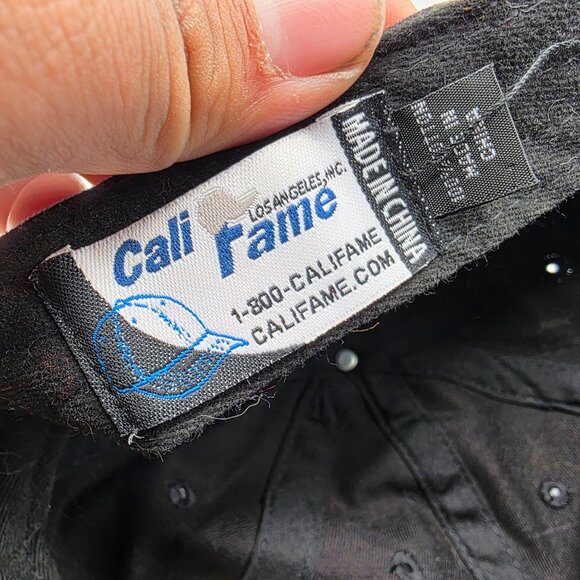 Cali Fame
LOS ANGELES, INC.
1-800-CALIFAME
CALIFAME.COM
MADE IN CHINA